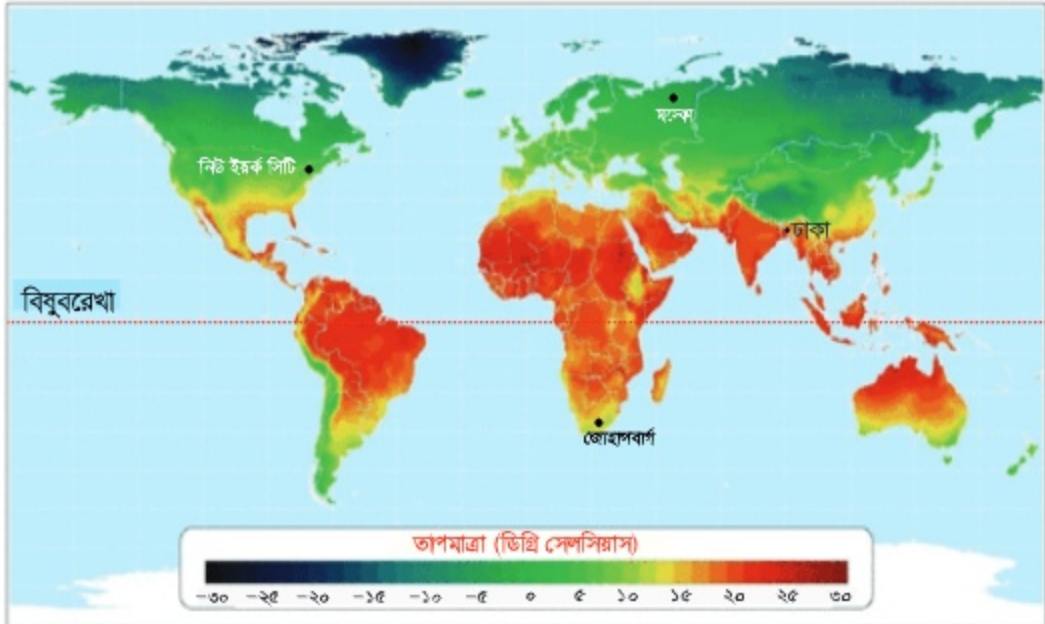 মস্কো
নিউ ইয়র্ক সিটি
ঢাকা
বিষুবরেখা
জোহান্সবার্গ
তাপমাত্রা (ডিগ্রি সেলসিয়াস)
-৩০ -২৫ -২০ -১৫ -১০ -৫ ০ ৫ ১০ ১৫ ২০ ২৫ ৩০